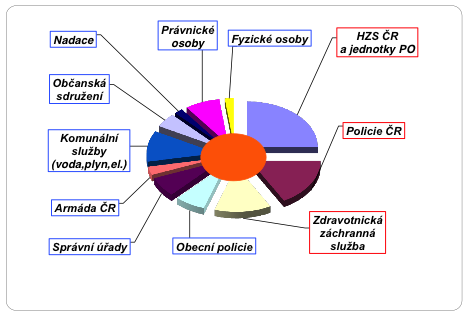 Právnické
osoby
Fyzické osoby
HZS ČR
a jednotky PO
Nadace
Občanská
sdružení
Policie ČR
Komunální
služby
(voda,plyn,el.)
Armáda ČR
Zdravotnická
záchranná
služba
Správní úřady
Obecní policie